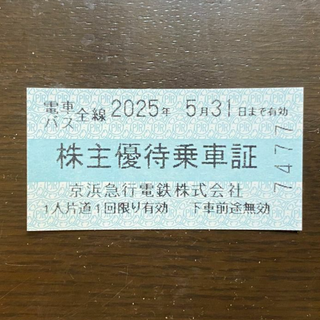 電車バス全線 2025年 5月31日まで有効
株主優待乗車証
京浜急行電鉄株式会社
1人片道1回限り有効 下車前途無効
7477